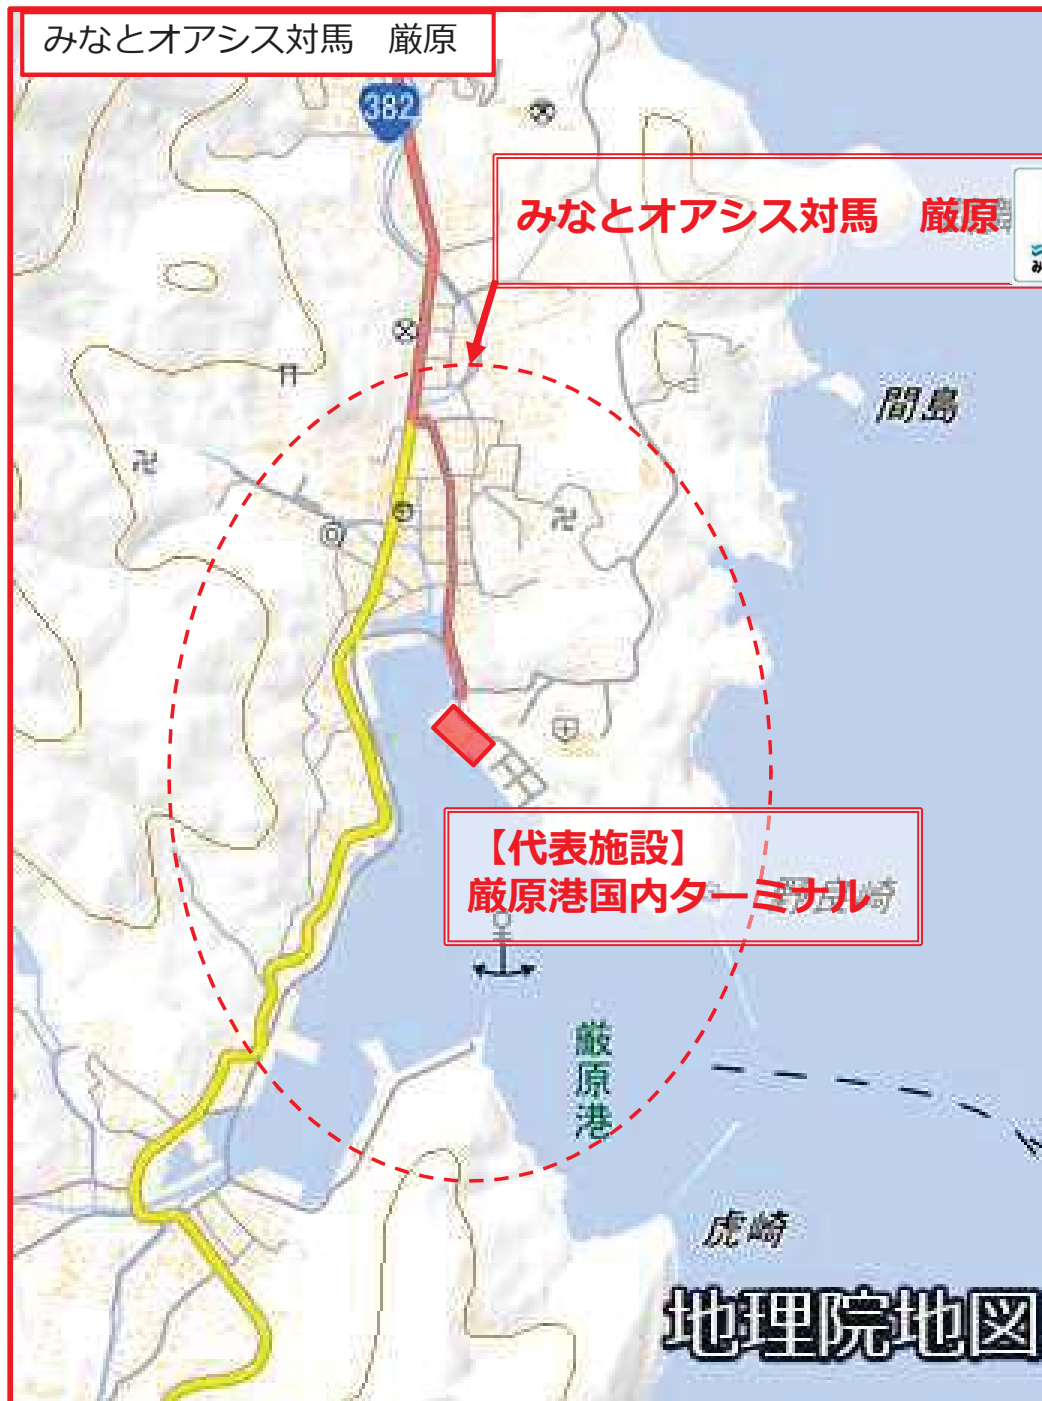 みなとオアシス対馬　厳原
382
みなとオアシス対馬　厳原
み
間島
【代表施設】
厳原港国内ターミナル
厳原港
虎崎
地理院地図